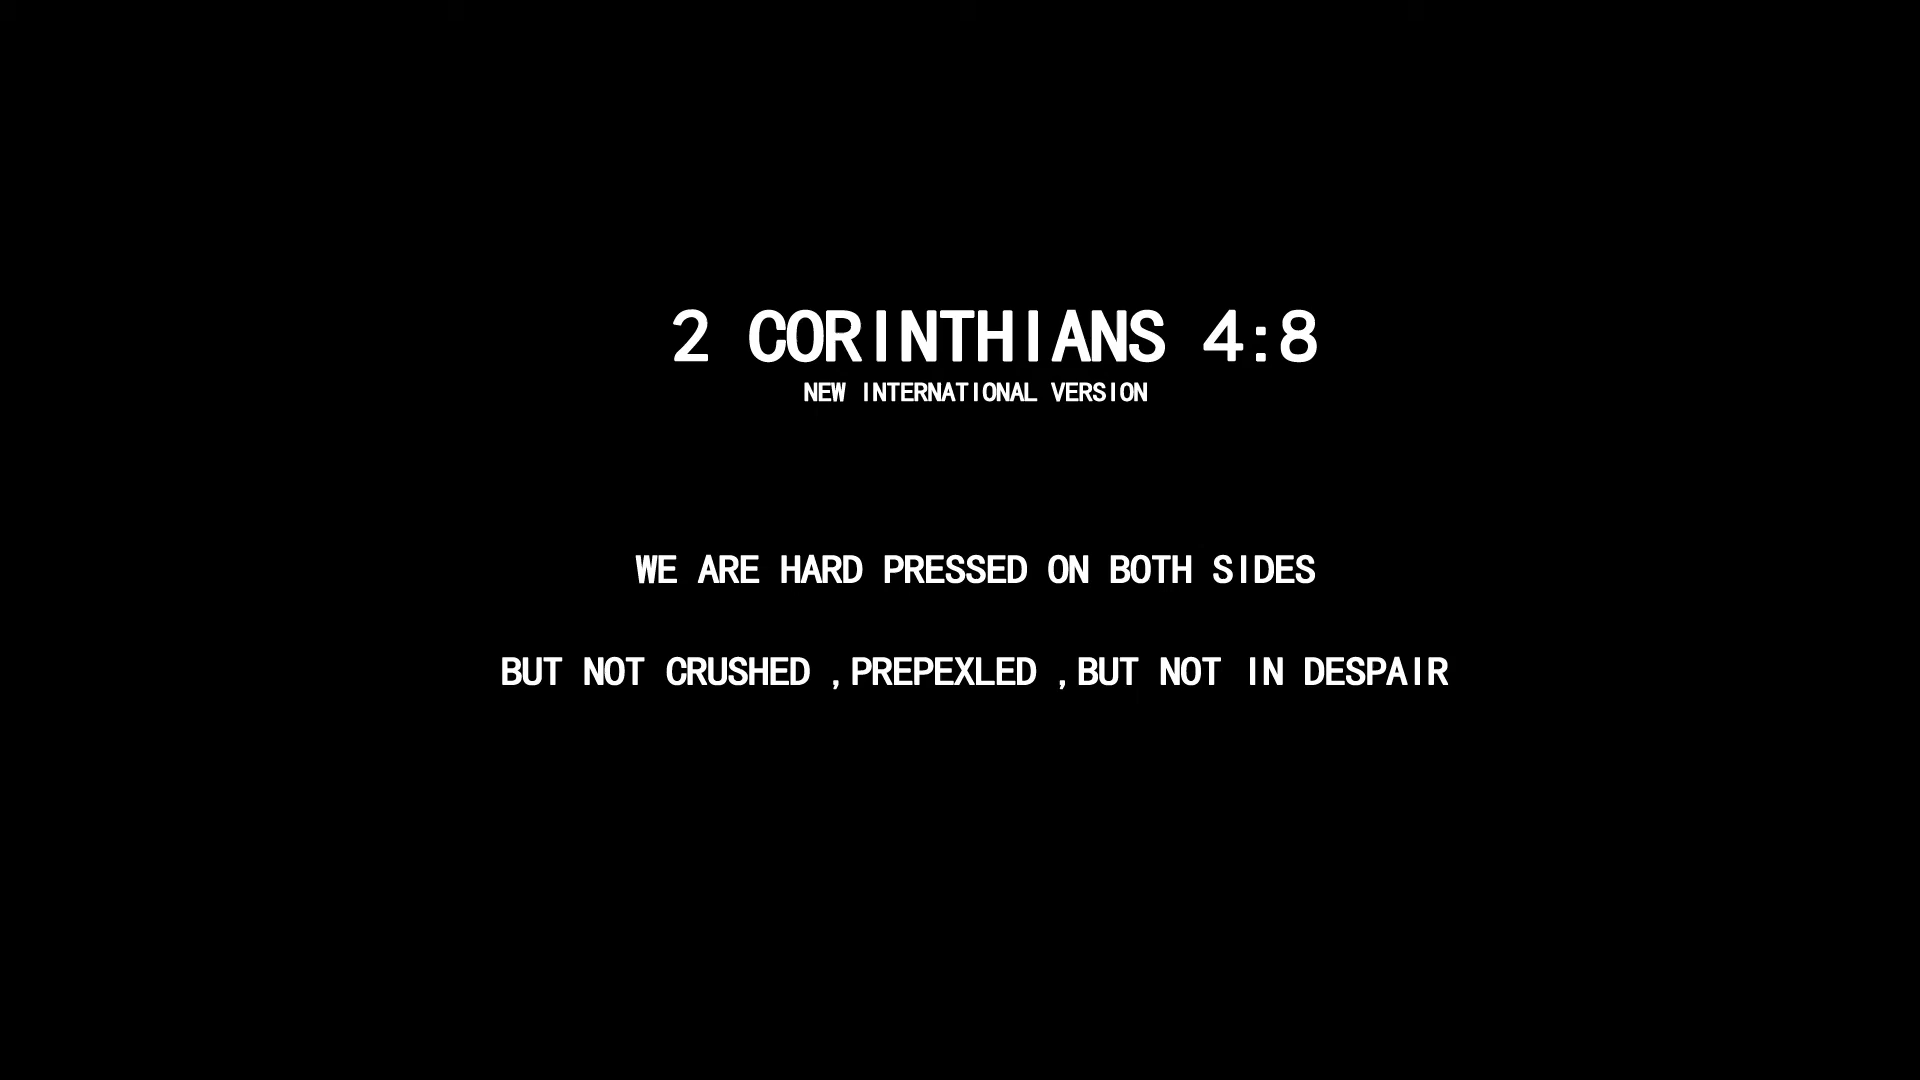 2 CORINTHIANS 4:8
NEW INTERNATIONAL VERSION
WE ARE HARD PRESSED ON BOTH SIDES
BUT NOT CRUSHED ,PREPEXLED ,BUT NOT IN DESPAIR